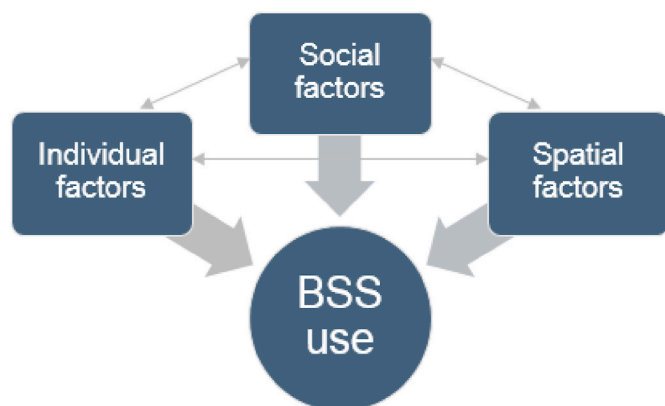 Social
factors
Individual
factors
Spatial
factors
BSS
use